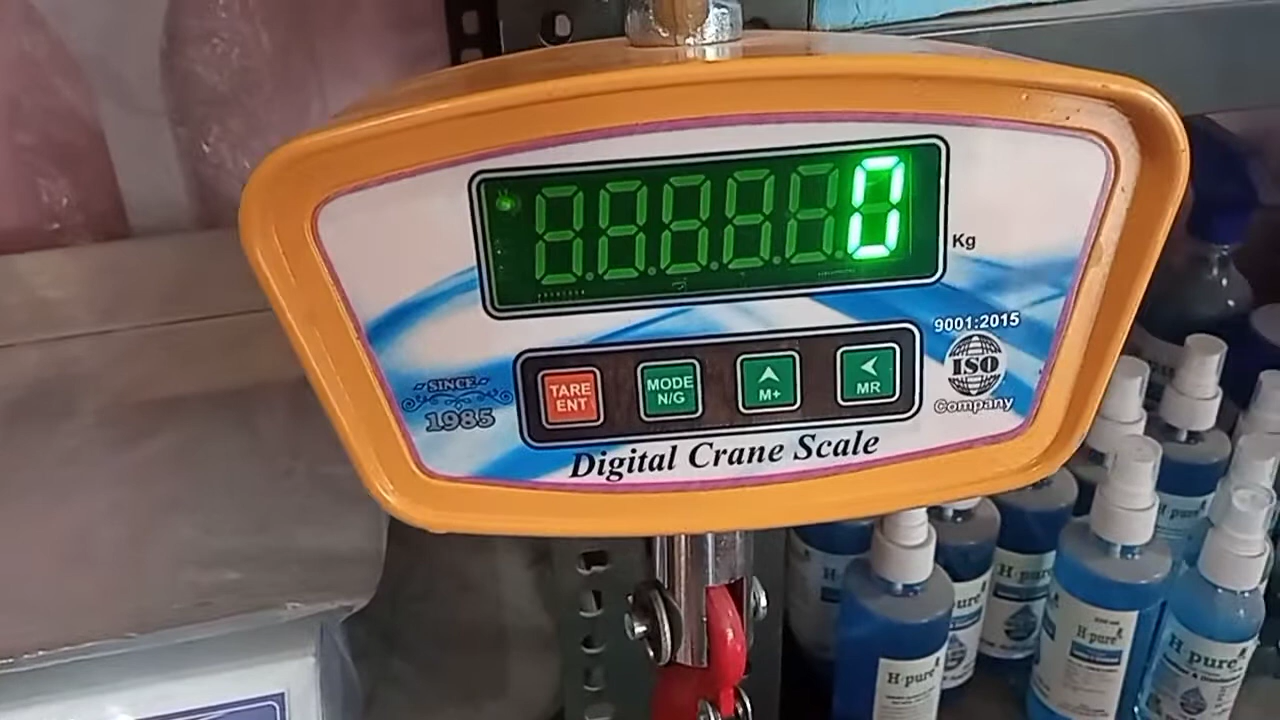 0
Kg
9001:2015
ISO
Company
SINCE
1985
TARE
ENT
MODE
N/G
M+
MR
Digital Crane Scale
H-pure
H-pure
H-pure
H-pure